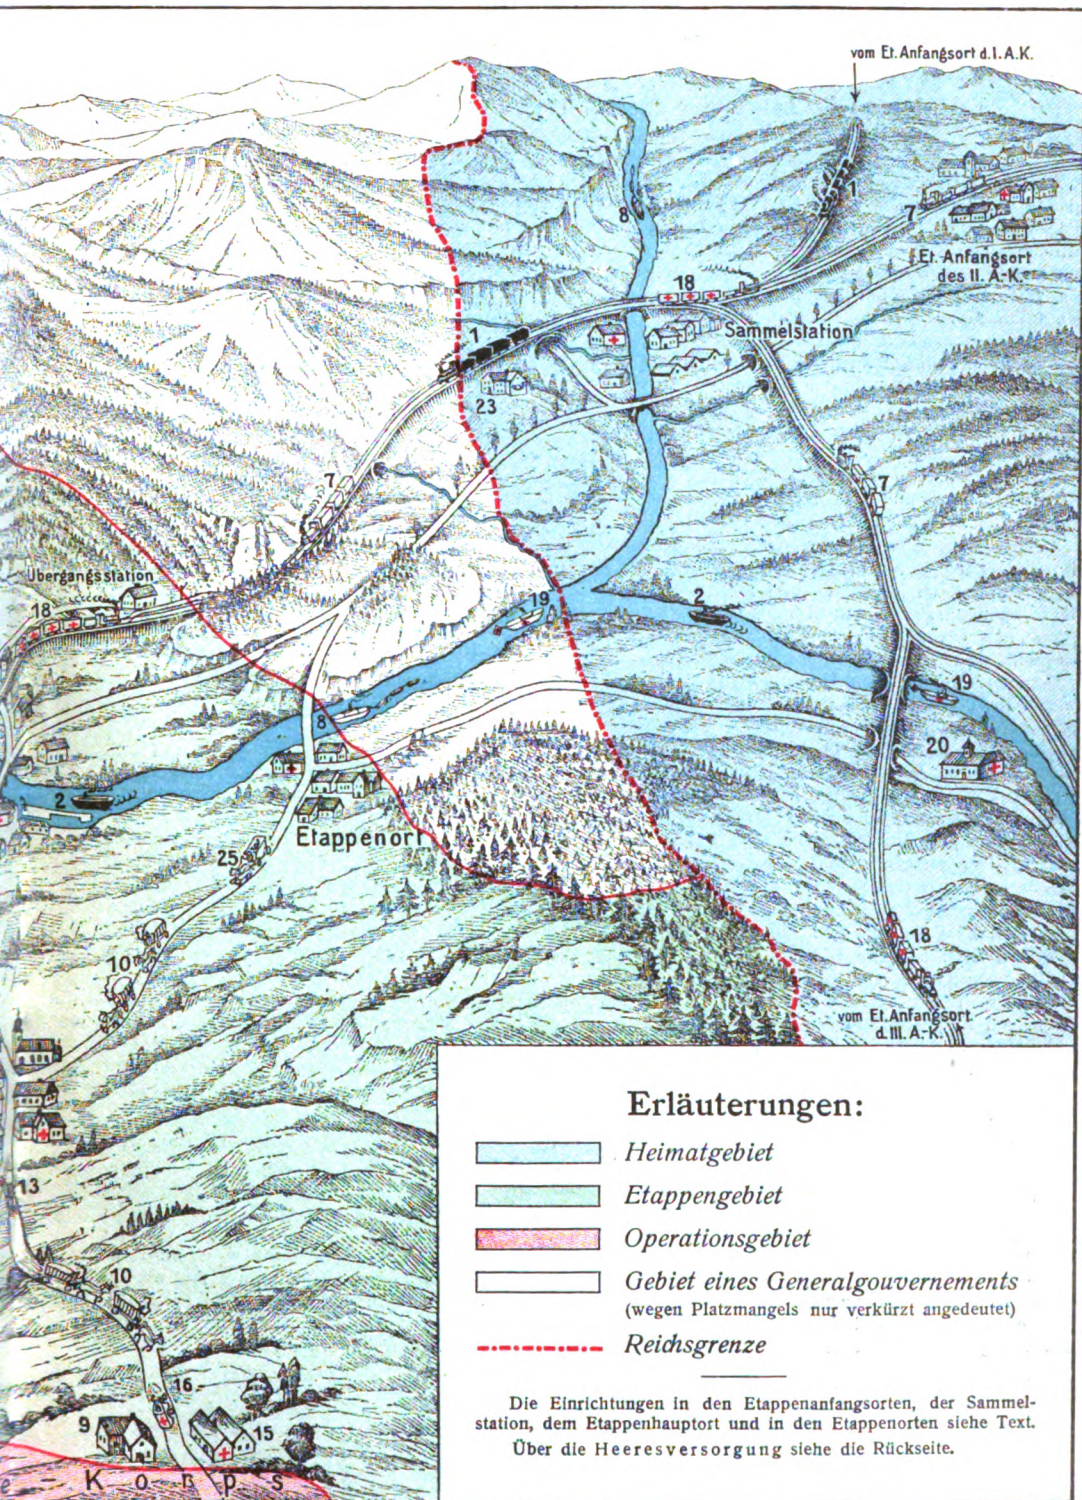 vom Et. Anfangsort d. I. A. K.
1
7
8
Et. Anfangsort
des II. A.-K.
18
Sammelstation
1
23
7
7
Übergangsstation
18
19
2
19
8
20
2
Etappenort
25
18
10
vom Et. Anfangsort
d. III. A.-K.
13
10
16
9
15
e - Korps
Erläuterungen:
Heimatgebiet
Etappengebiet
Operationsgebiet
Gebiet eines Generalgouvernements
(wegen Platzmangels nur verkürzt angedeutet)
Reichsgrenze
Die Einrichtungen in den Etappenanfangsorten, der Sammel-
station, dem Etappenhauptort und in den Etappenorten siehe Text.
Über die Heeresversorgung siehe die Rückseite.